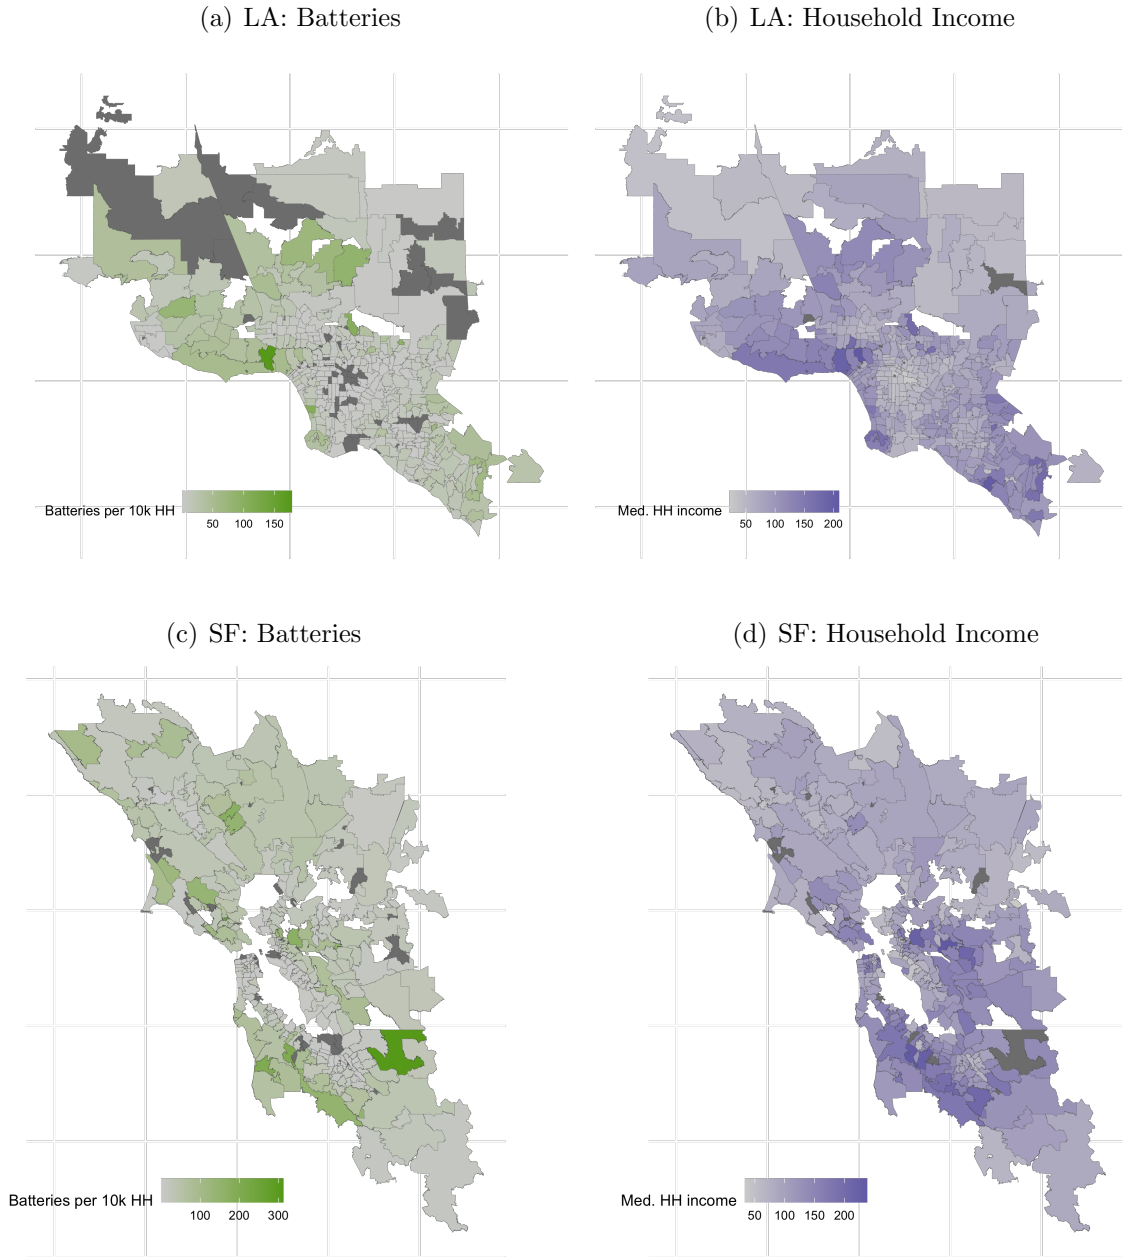 (a) LA: Batteries
(b) LA: Household Income
Batteries per 10k HH
50 100 150
Med. HH income
50 100 150 200
(c) SF: Batteries
(d) SF: Household Income
Batteries per 10k HH
100 200 300
Med. HH income
50 100 150 200